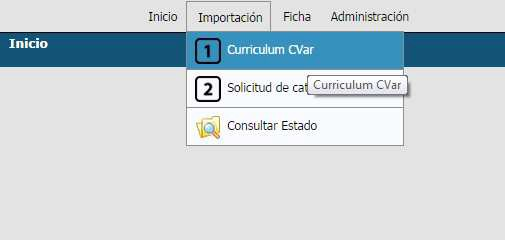 Inicio Importación Ficha Administración
Inicio
1 Curriculum CVar
2 Solicitud de
Curriculum CVar
Consultar Estado